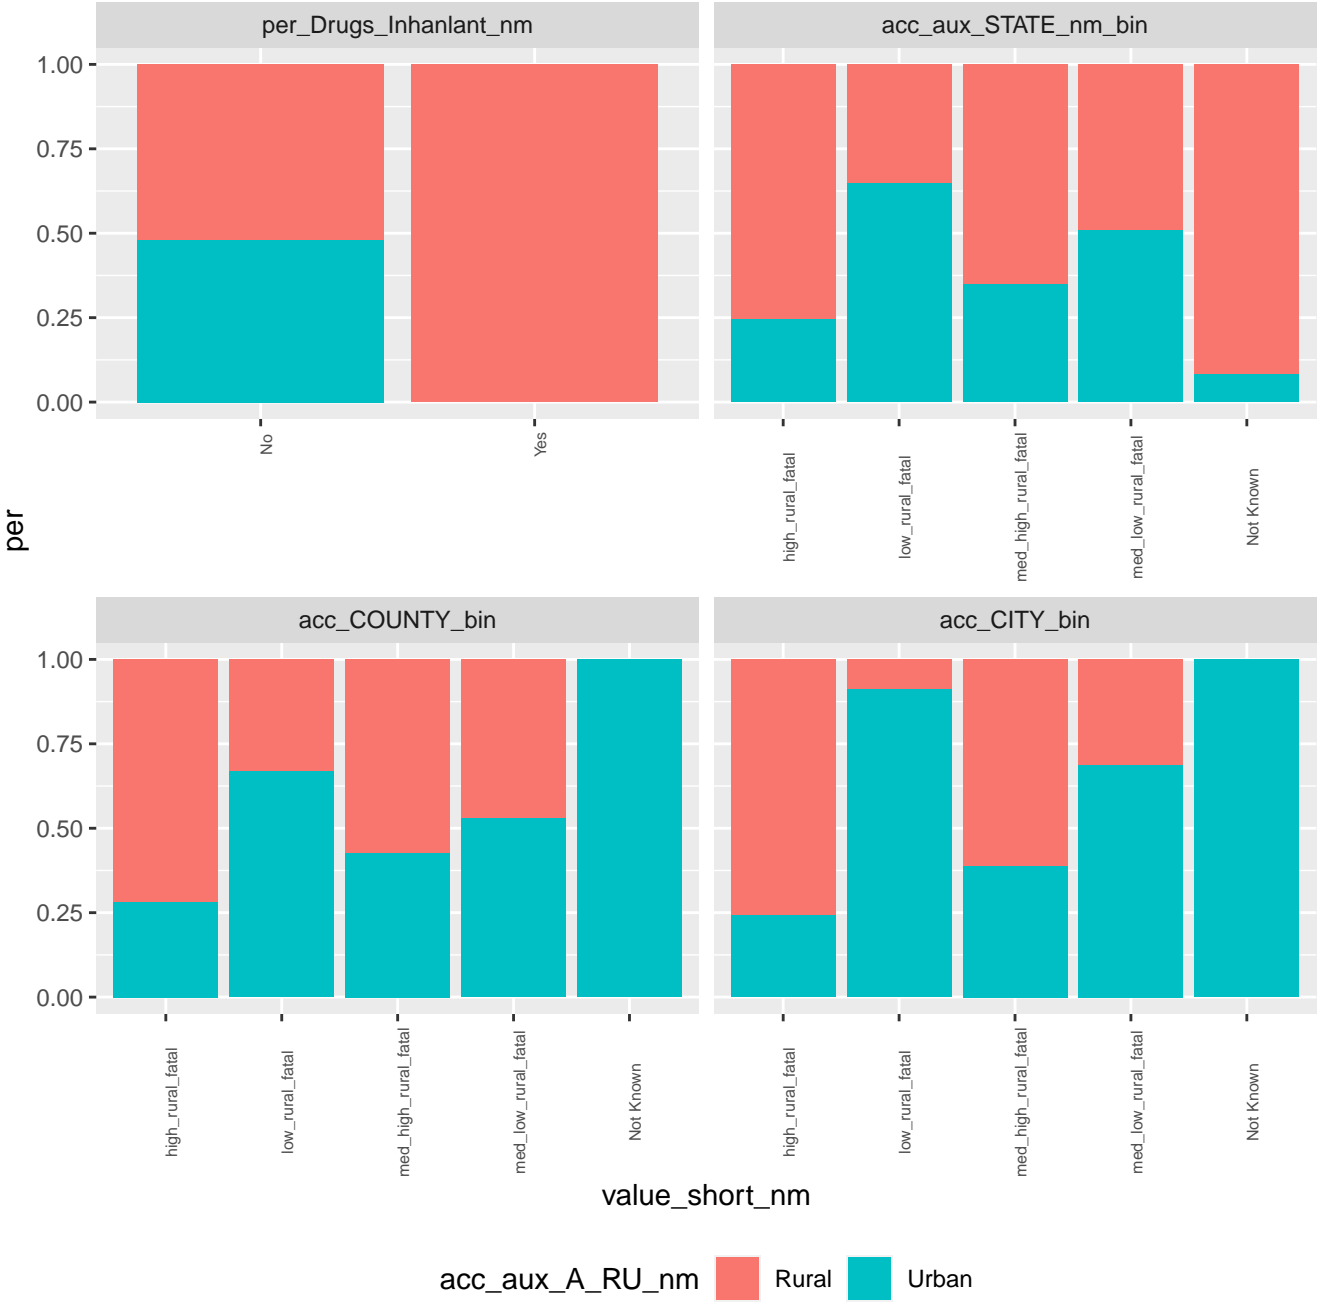 per_Drugs_Inhanlant_nm
acc_aux_STATE_nm_bin
1.00
0.75
0.50
0.25
0.00
No
Yes
high_rural_fatal
low_rural_fatal
med_high_rural_fatal
med_low_rural_fatal
Not Known
per
acc_COUNTY_bin
acc_CITY_bin
1.00
0.75
0.50
0.25
0.00
high_rural_fatal
low_rural_fatal
med_high_rural_fatal
med_low_rural_fatal
Not Known
high_rural_fatal
low_rural_fatal
med_high_rural_fatal
med_low_rural_fatal
Not Known
value_short_nm
acc_aux_A_RU_nm Rural Urban